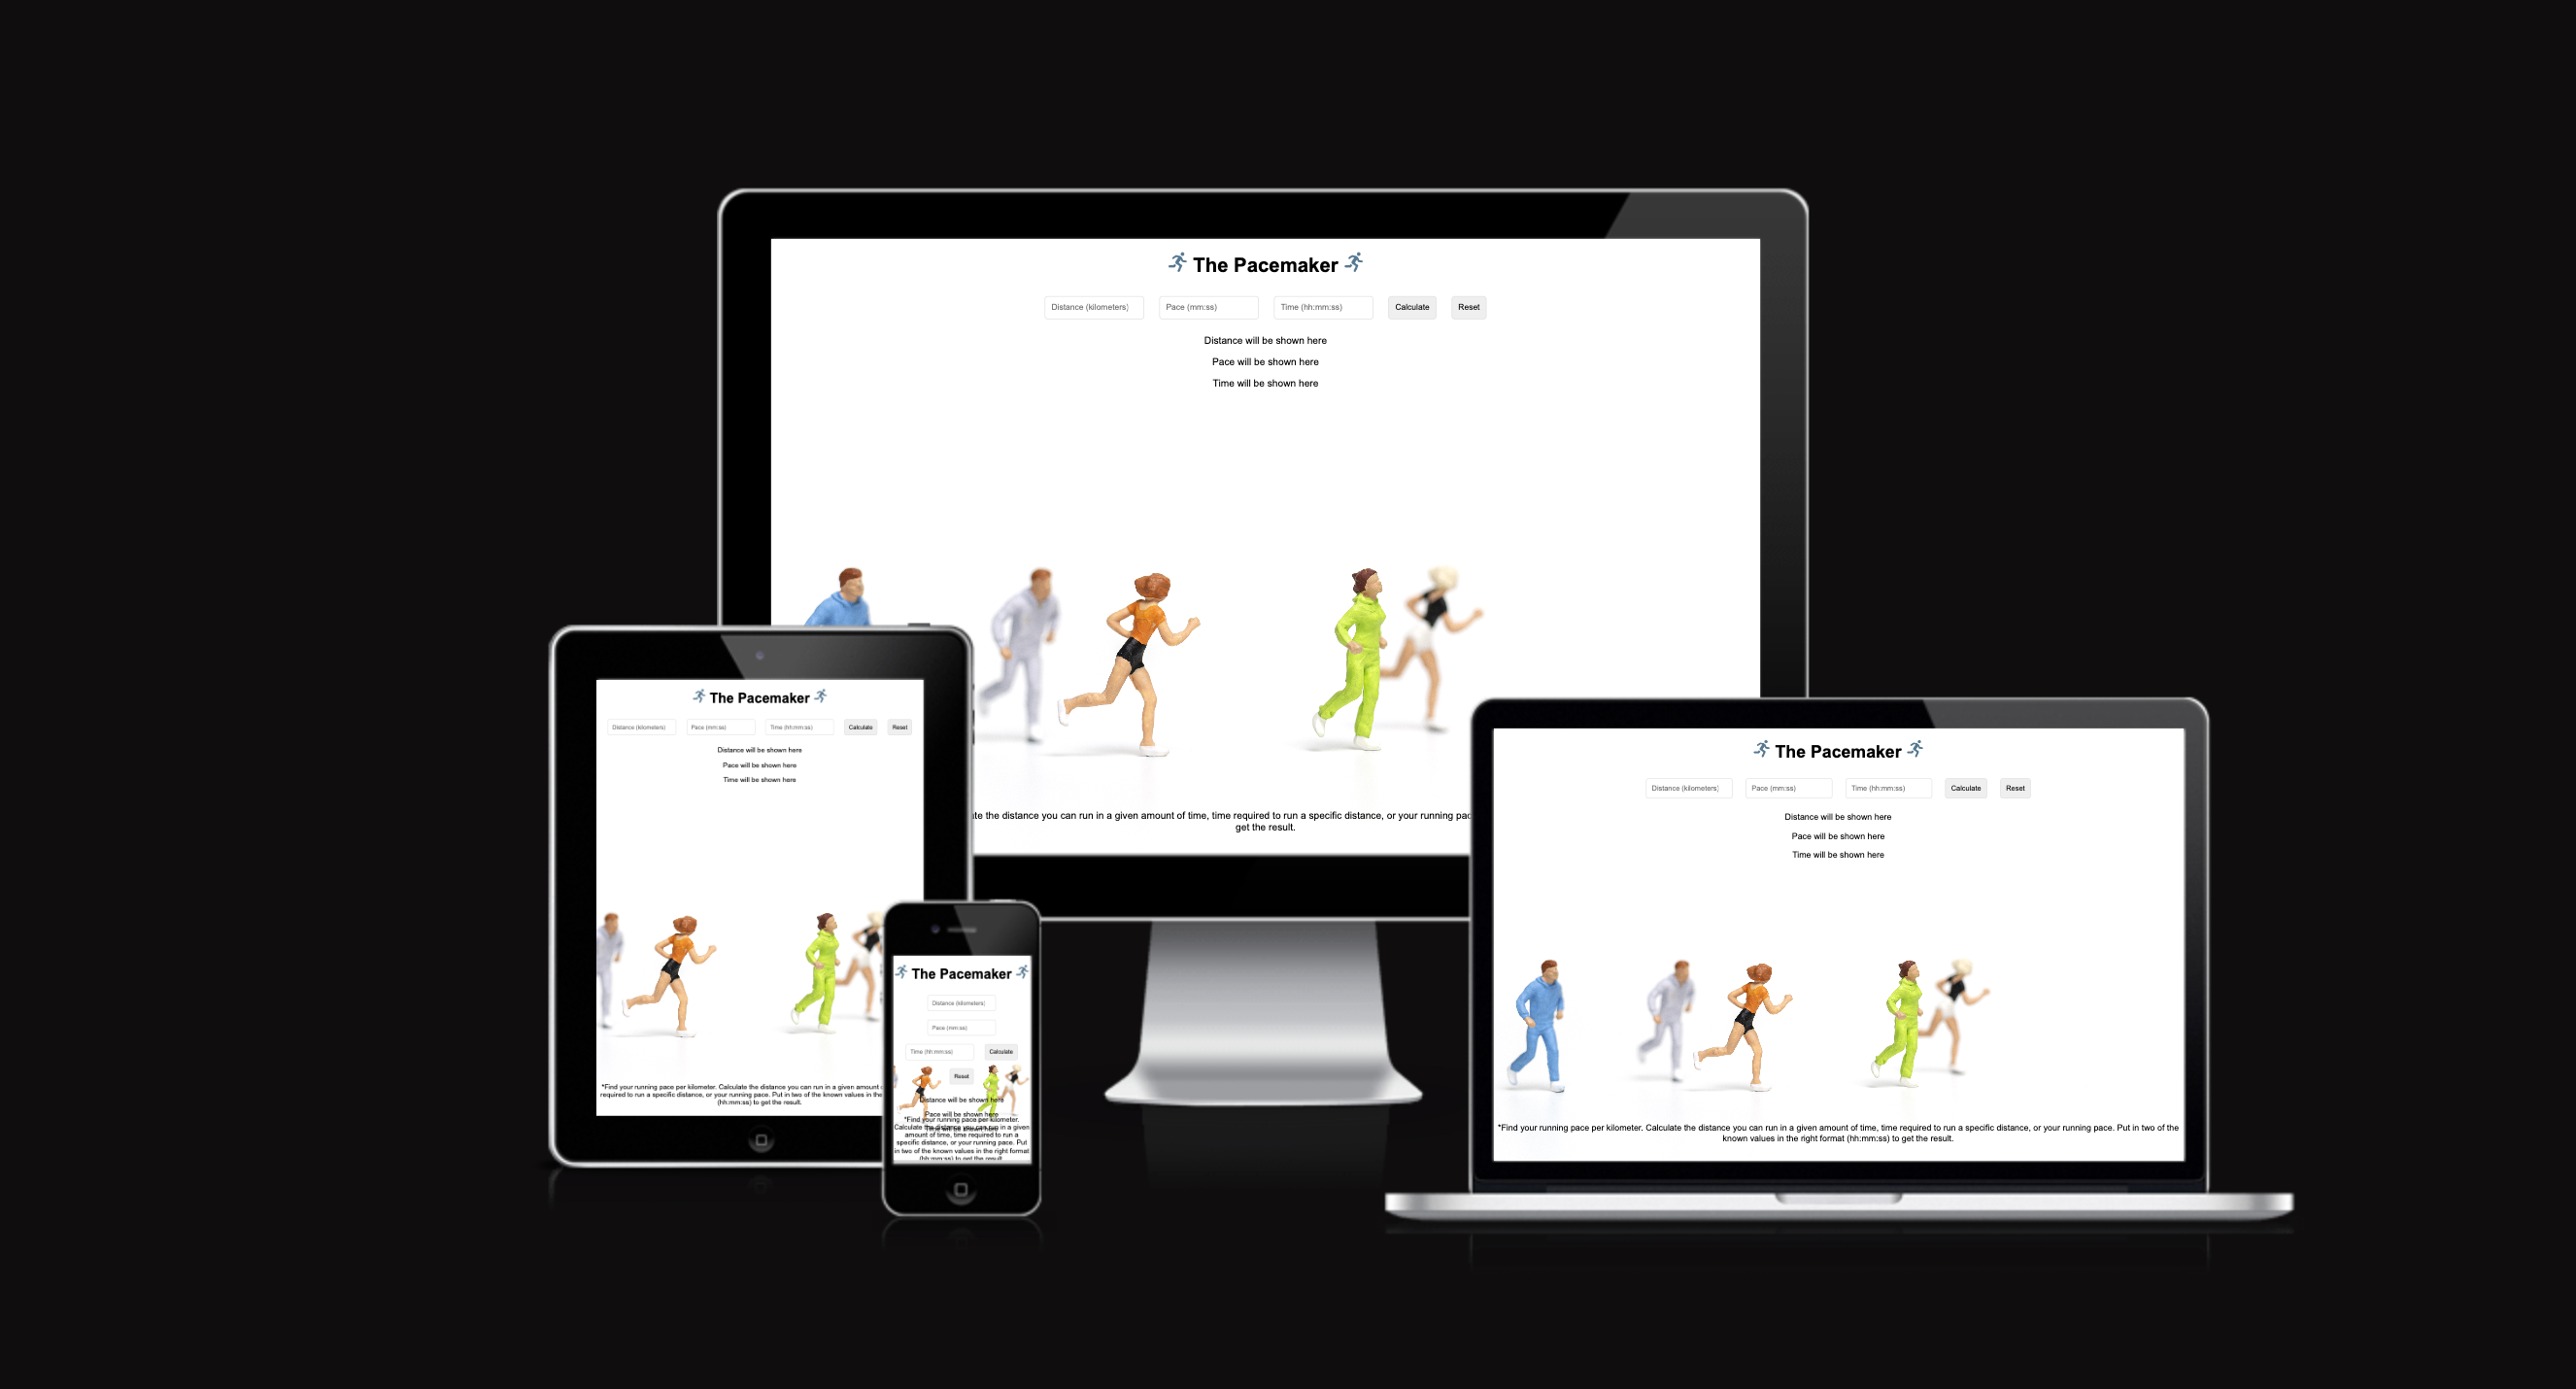 The Pacemaker
Distance (kilometers) Pace (mm:ss) Time (hh:mm:ss) Calculate Reset
Distance will be shown here
Pace will be shown here
Time will be shown here
the distance you can run in a given amount of time, time required to run a specific distance, or your running
get the result.
The Pacemaker
Distance (kilometers) Pace (mm:ss) Time (hh:mm:ss) Calculate Reset
Distance will be shown here
Pace will be shown here
Time will be shown here
*Find your running pace per kilometer. Calculate the distance you can run in a given amount
required to run a specific distance, or your running pace. Put in two of the known values in the
(hh:mm:ss) to get the result.
The Pacemaker
Distance (kilometers)
Pace (mm:ss)
Time (hh:mm:ss) Calculate
Reset
Distance will be shown here
Pace will be shown here
*Find your running pace per kilometer.
Calculate the distance you can run in a given
amount of time, time required to run a
specific distance, or your running pace. Put
in two of the known values in the right format
(hh:mm:ss) to get the result
The Pacemaker
Distance (kilometers) Pace (mm:ss) Time (hh:mm:ss) Calculate Reset
Distance will be shown here
Pace will be shown here
Time will be shown here
*Find your running pace per kilometer. Calculate the distance you can run in a given amount of time, time required to run a specific distance, or your running pace. Put in two of the
known values in the right format (hh:mm:ss) to get the result.